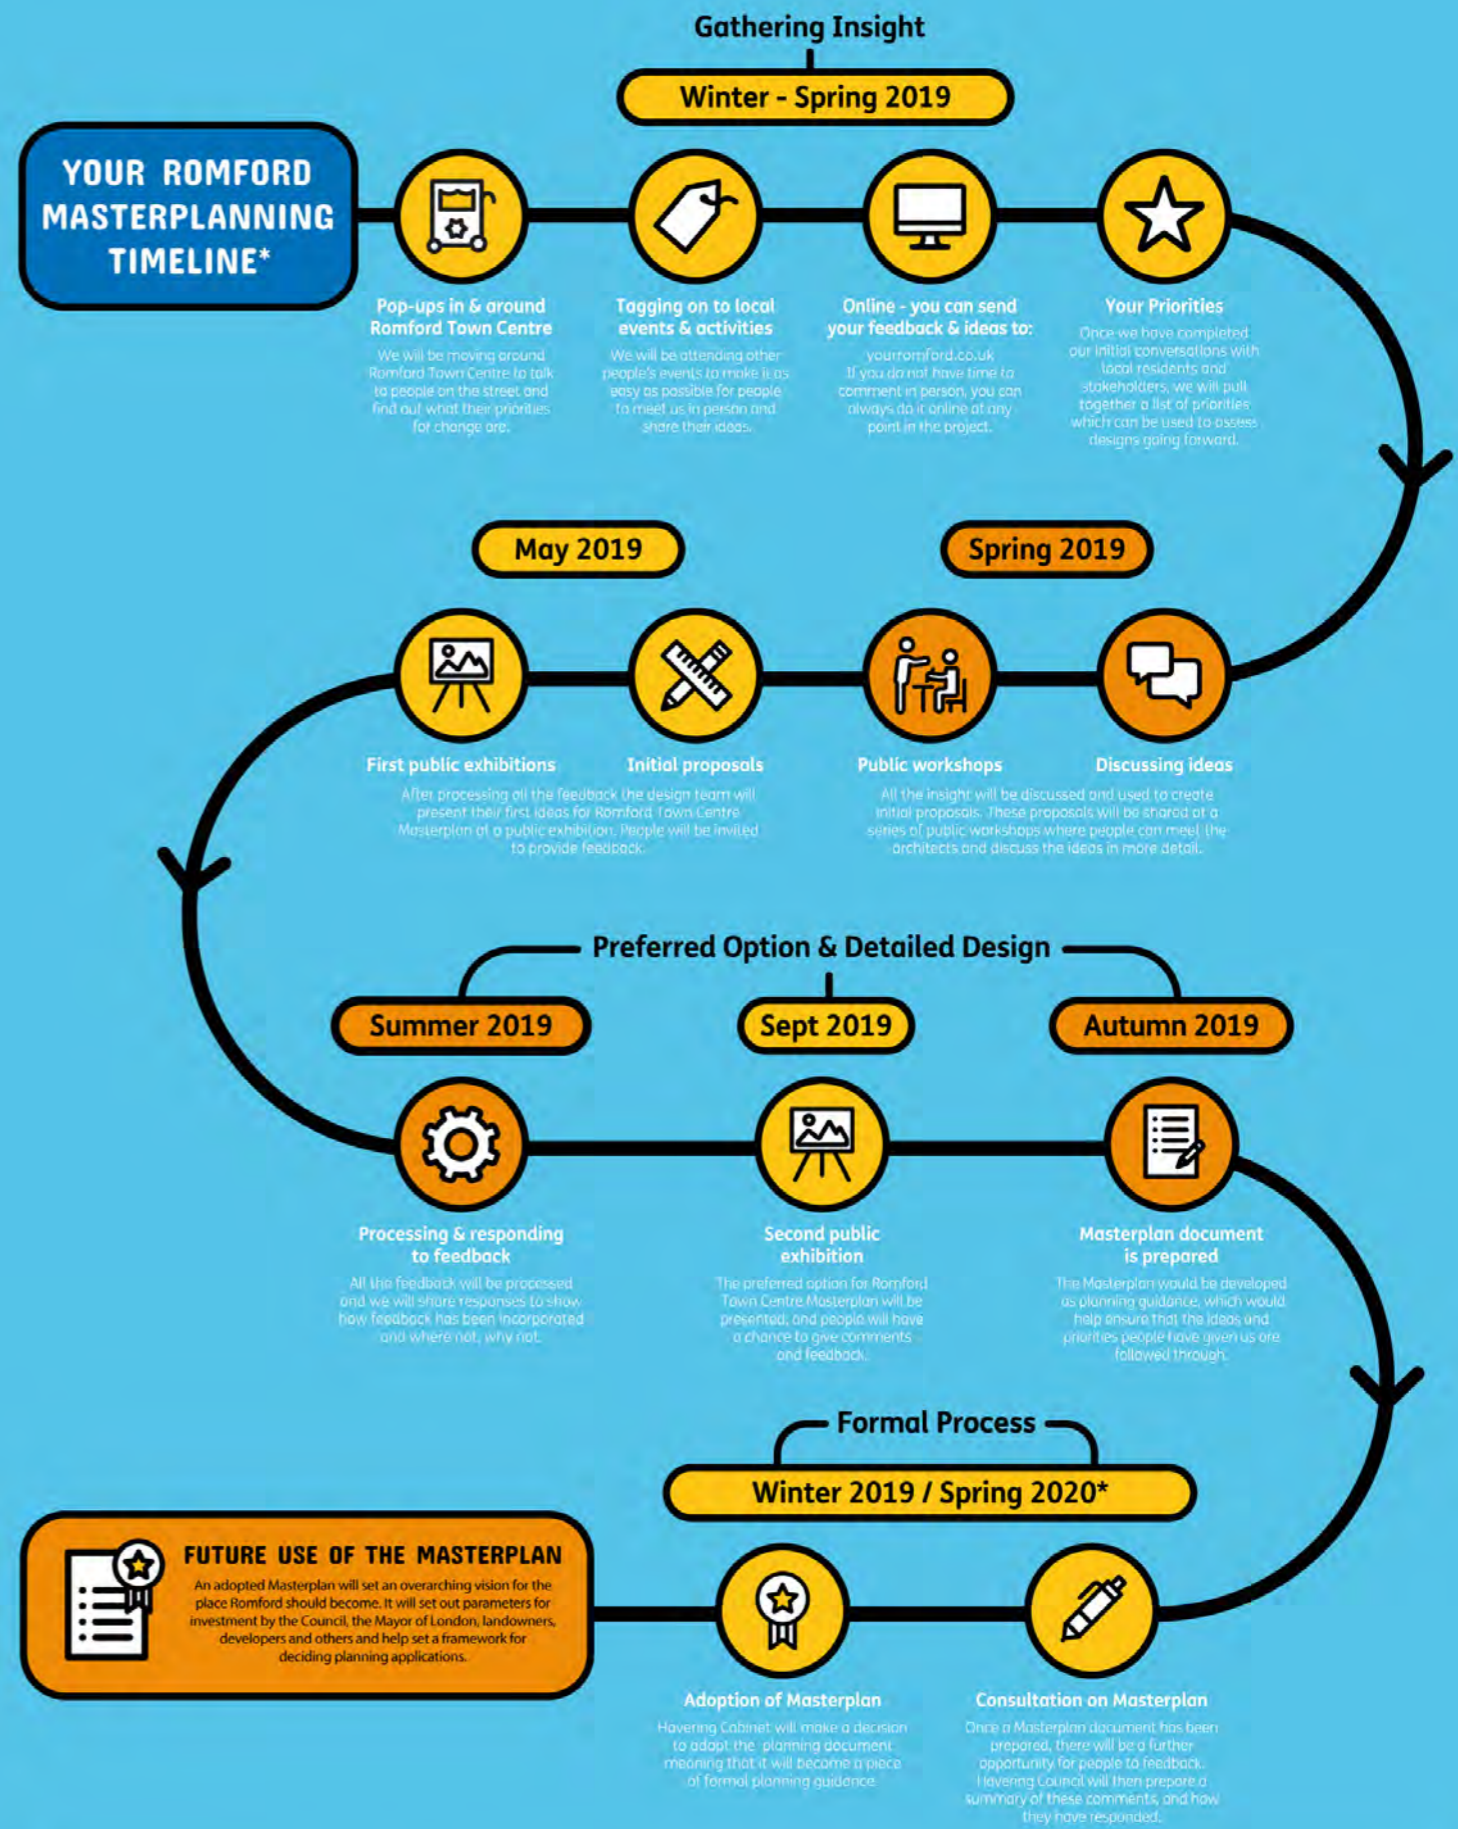 Gathering Insight
Winter - Spring 2019
YOUR ROMFORD
MASTERPLANNING
TIMELINE*
Pop-ups in & around
Romford Town Centre
We will be moving around
Romford Town Centre to talk
to people on the street and
find out what their priorities
for change are.
Tagging on to local
events & activities
We will be attending other
people's events to make it as
easy as possible for people
to meet us in person and
share their ideas.
Online - you can send
your feedback & ideas to:
yourromford.co.uk
If you do not have time to
comment in person, you can
always do it online at any
point in the project.
Your Priorities
Once we have completed
our initial conversations with
local residents and
stakeholders, we will pull
together a list of priorities
which can be used to assess
designs going forward.
Spring 2019
Discussing ideas
Public workshops
All the insight will be discussed and used to create
initial proposals. These proposals will be shared at a
series of public workshops where people can meet the
architects and discuss the ideas in more detail.
May 2019
Initial proposals
First public exhibitions
After processing all the feedback the design team will
present their first ideas for Romford Town Centre
Masterplan at a public exhibition. People will be invited
to provide feedback.
Preferred Option & Detailed Design
Summer 2019
Processing & responding
to feedback
All the feedback will be processed
and we will share responses to show
how feedback has been incorporated
and where not, why not.
Sept 2019
Second public
exhibition
The preferred option for Romford
Town Centre Masterplan will be
presented, and people will have
a chance to give comments
and feedback.
Autumn 2019
Masterplan document
is prepared
The Masterplan would be developed
as planning guidance, which would
help ensure that the ideas and
priorities people have given us are
followed through.
Formal Process
Winter 2019 / Spring 2020*
Consultation on Masterplan
Once a Masterplan document has been
prepared, there will be a further
opportunity for people to feedback.
Havering Council will then prepare a
summary of these comments, and how
they have responded.
Adoption of Masterplan
Havering Cabinet will make a decision
to adopt the planning document
meaning that it will become a piece
of formal planning guidance
FUTURE USE OF THE MASTERPLAN
An adopted Masterplan will set an overarching vision for the
place Romford should become. It will set out parameters for
investment by the Council, the Mayor of London, landowners,
developers and others and help set a framework for
deciding planning applications.